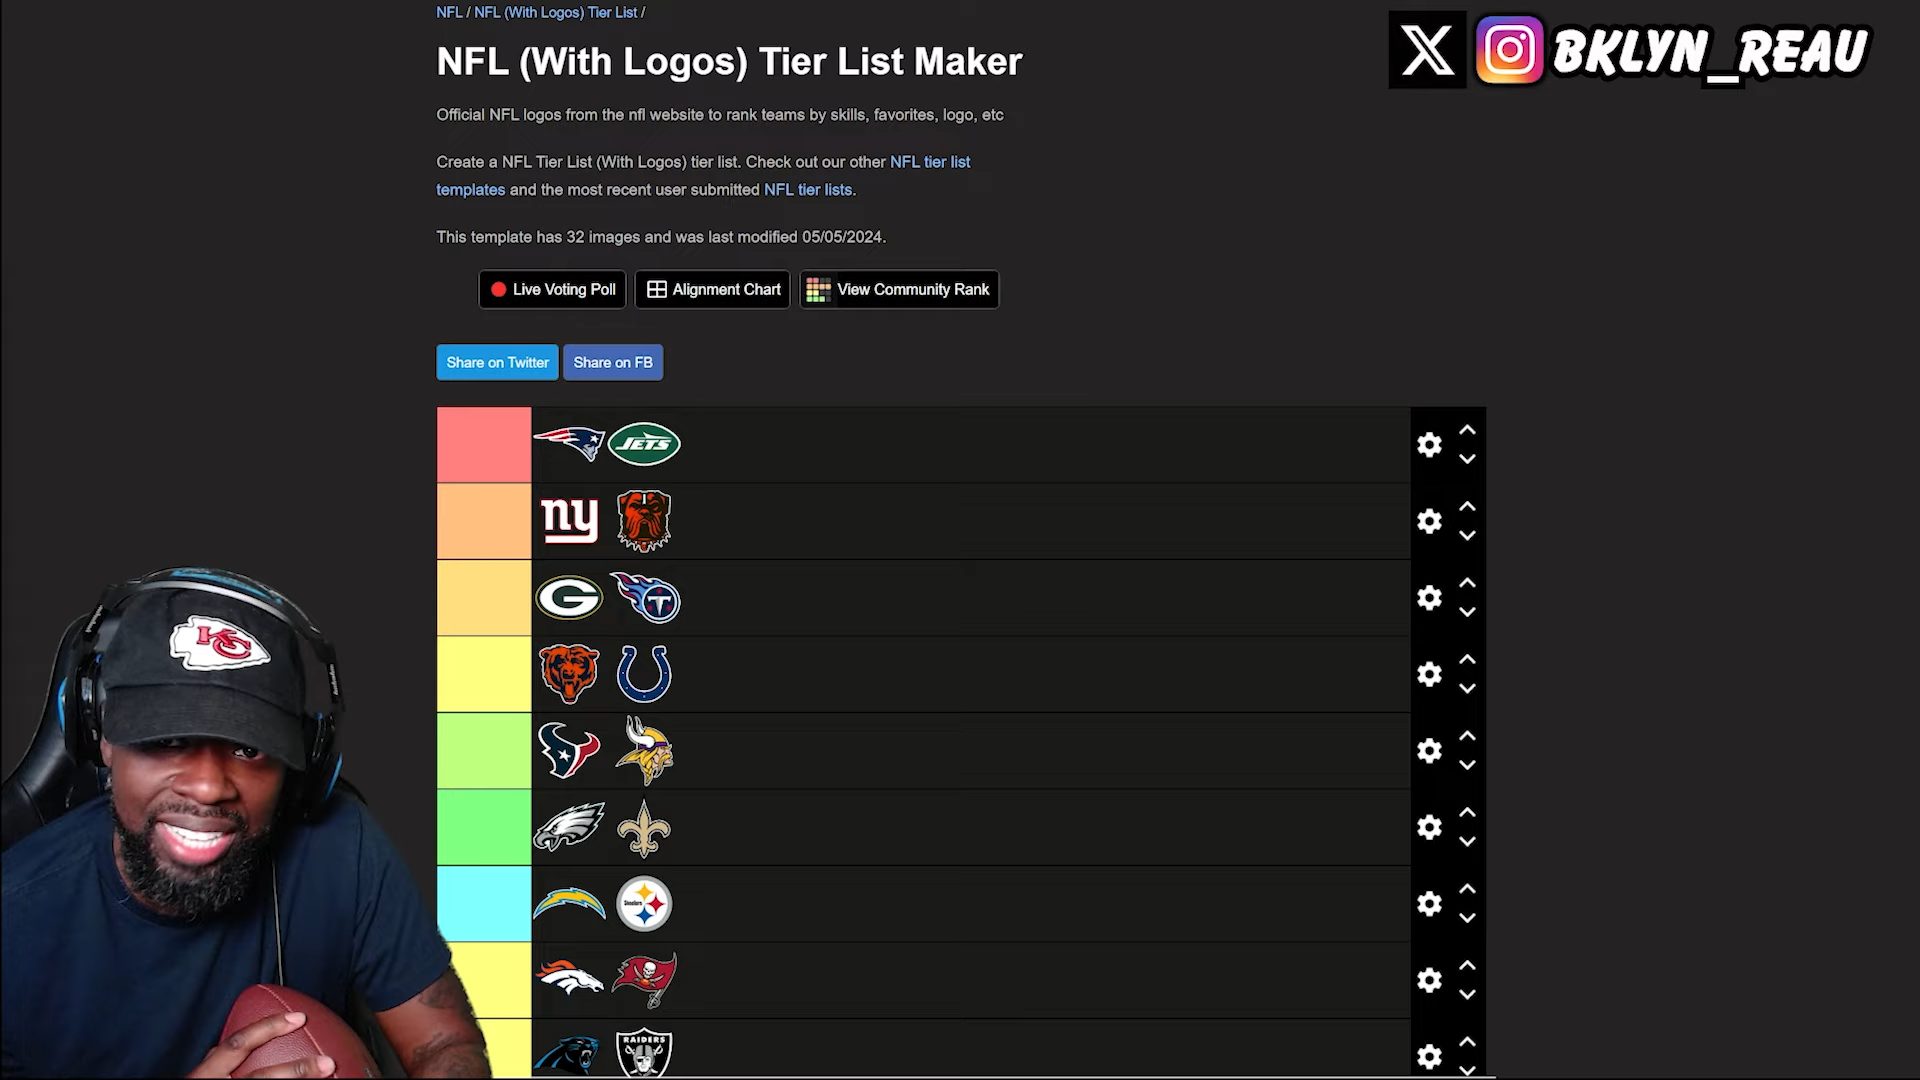 NFL / NFL (With Logos) Tier List /
NFL (With Logos) Tier List Maker
Official NFL logos from the nfl website to rank teams by skills, favorites, logo, etc
Create a NFL Tier List (With Logos) tier list. Check out our other NFL tier list
templates and the most recent user submitted NFL tier lists.
This template has 32 images and was last modified 05/05/2024.
Live Voting Poll
Alignment Chart
View Community Rank
Share on Twitter
Share on FB
X BKLYN_REAU
JETS
ny
G
T
Steelers
RAIDERS
KC